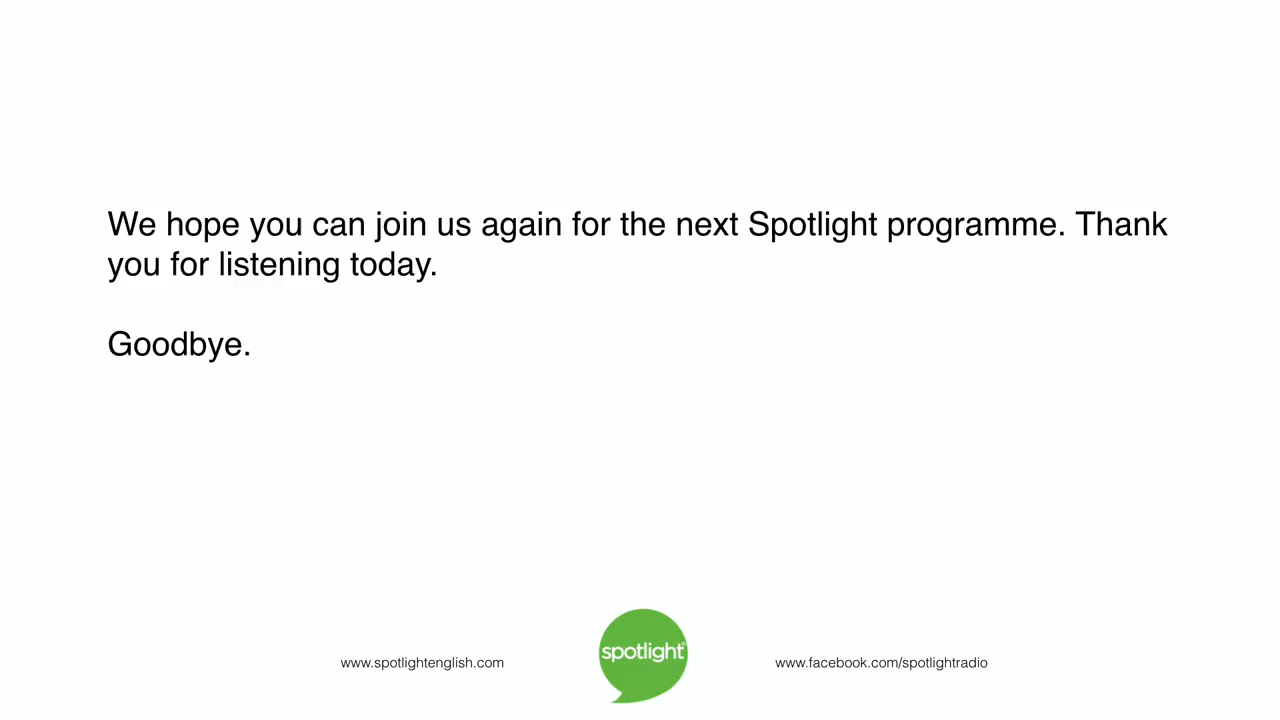 We hope you can join us again for the next Spotlight programme. Thank
you for listening today.
Goodbye.
www.spotlightenglish.com
spotlight®
www.facebook.com/spotlightradio